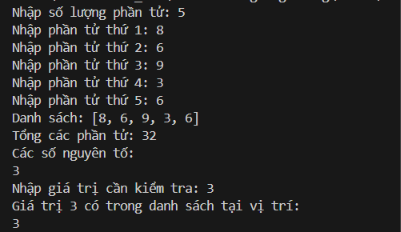 Nhập số lượng phần tử: 5
Nhập phần tử thứ 1: 8
Nhập phần tử thứ 2: 6
Nhập phần tử thứ 3: 9
Nhập phần tử thứ 4: 3
Nhập phần tử thứ 5: 6
Danh sách: [8, 6, 9, 3, 6]
Tổng các phần tử: 32
Các số nguyên tố:
3
Nhập giá trị cần kiểm tra: 3
Giá trị 3 có trong danh sách tại vị trí:
3